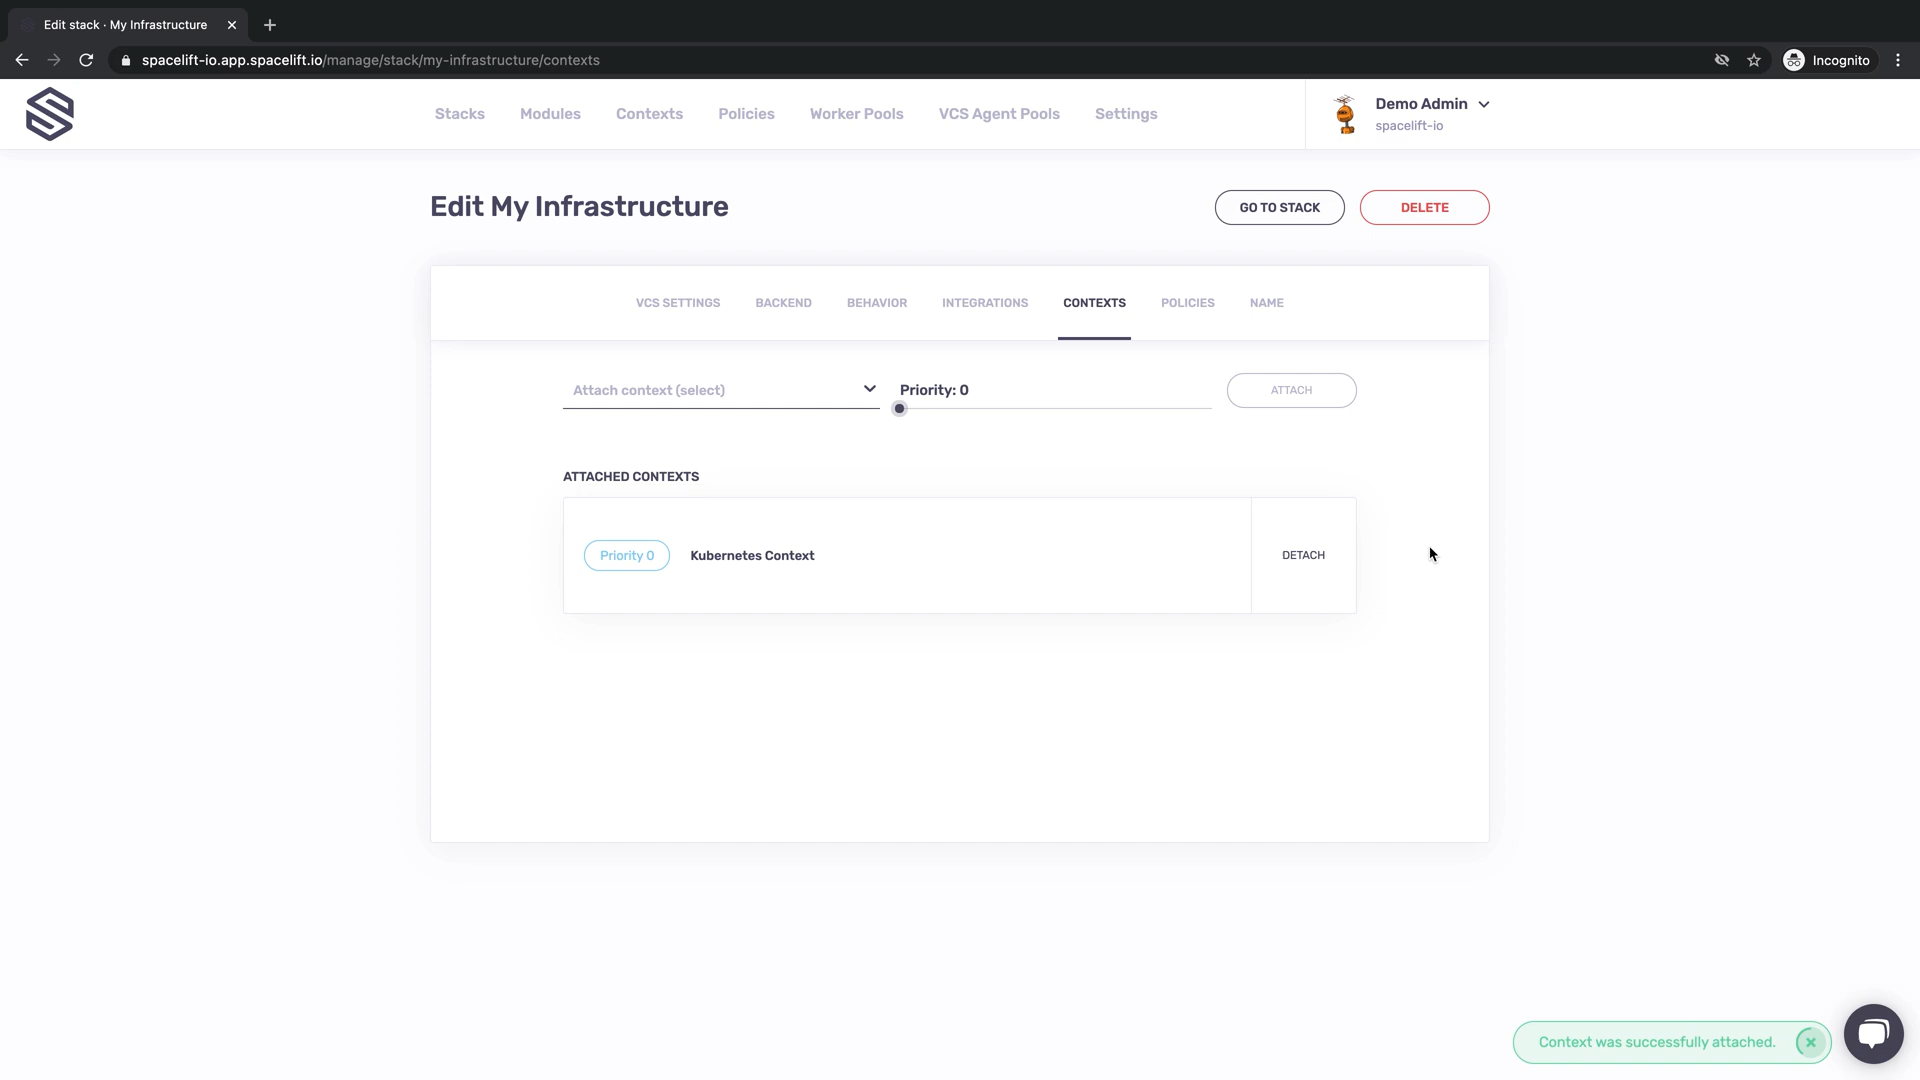 Edit stack · My Infrastructure
spacelift-io.app.spacelift.io/manage/stack/my-infrastructure/contexts
Incognito
Stacks
Modules
Contexts
Policies
Worker Pools
VCS Agent Pools
Settings
Demo Admin
spacelift-io
Edit My Infrastructure
GO TO STACK
DELETE
VCS SETTINGS
BACKEND
BEHAVIOR
INTEGRATIONS
CONTEXTS
POLICIES
NAME
Attach context (select)
Priority: 0
ATTACH
ATTACHED CONTEXTS
Priority 0
Kubernetes Context
DETACH
Context was successfully attached.